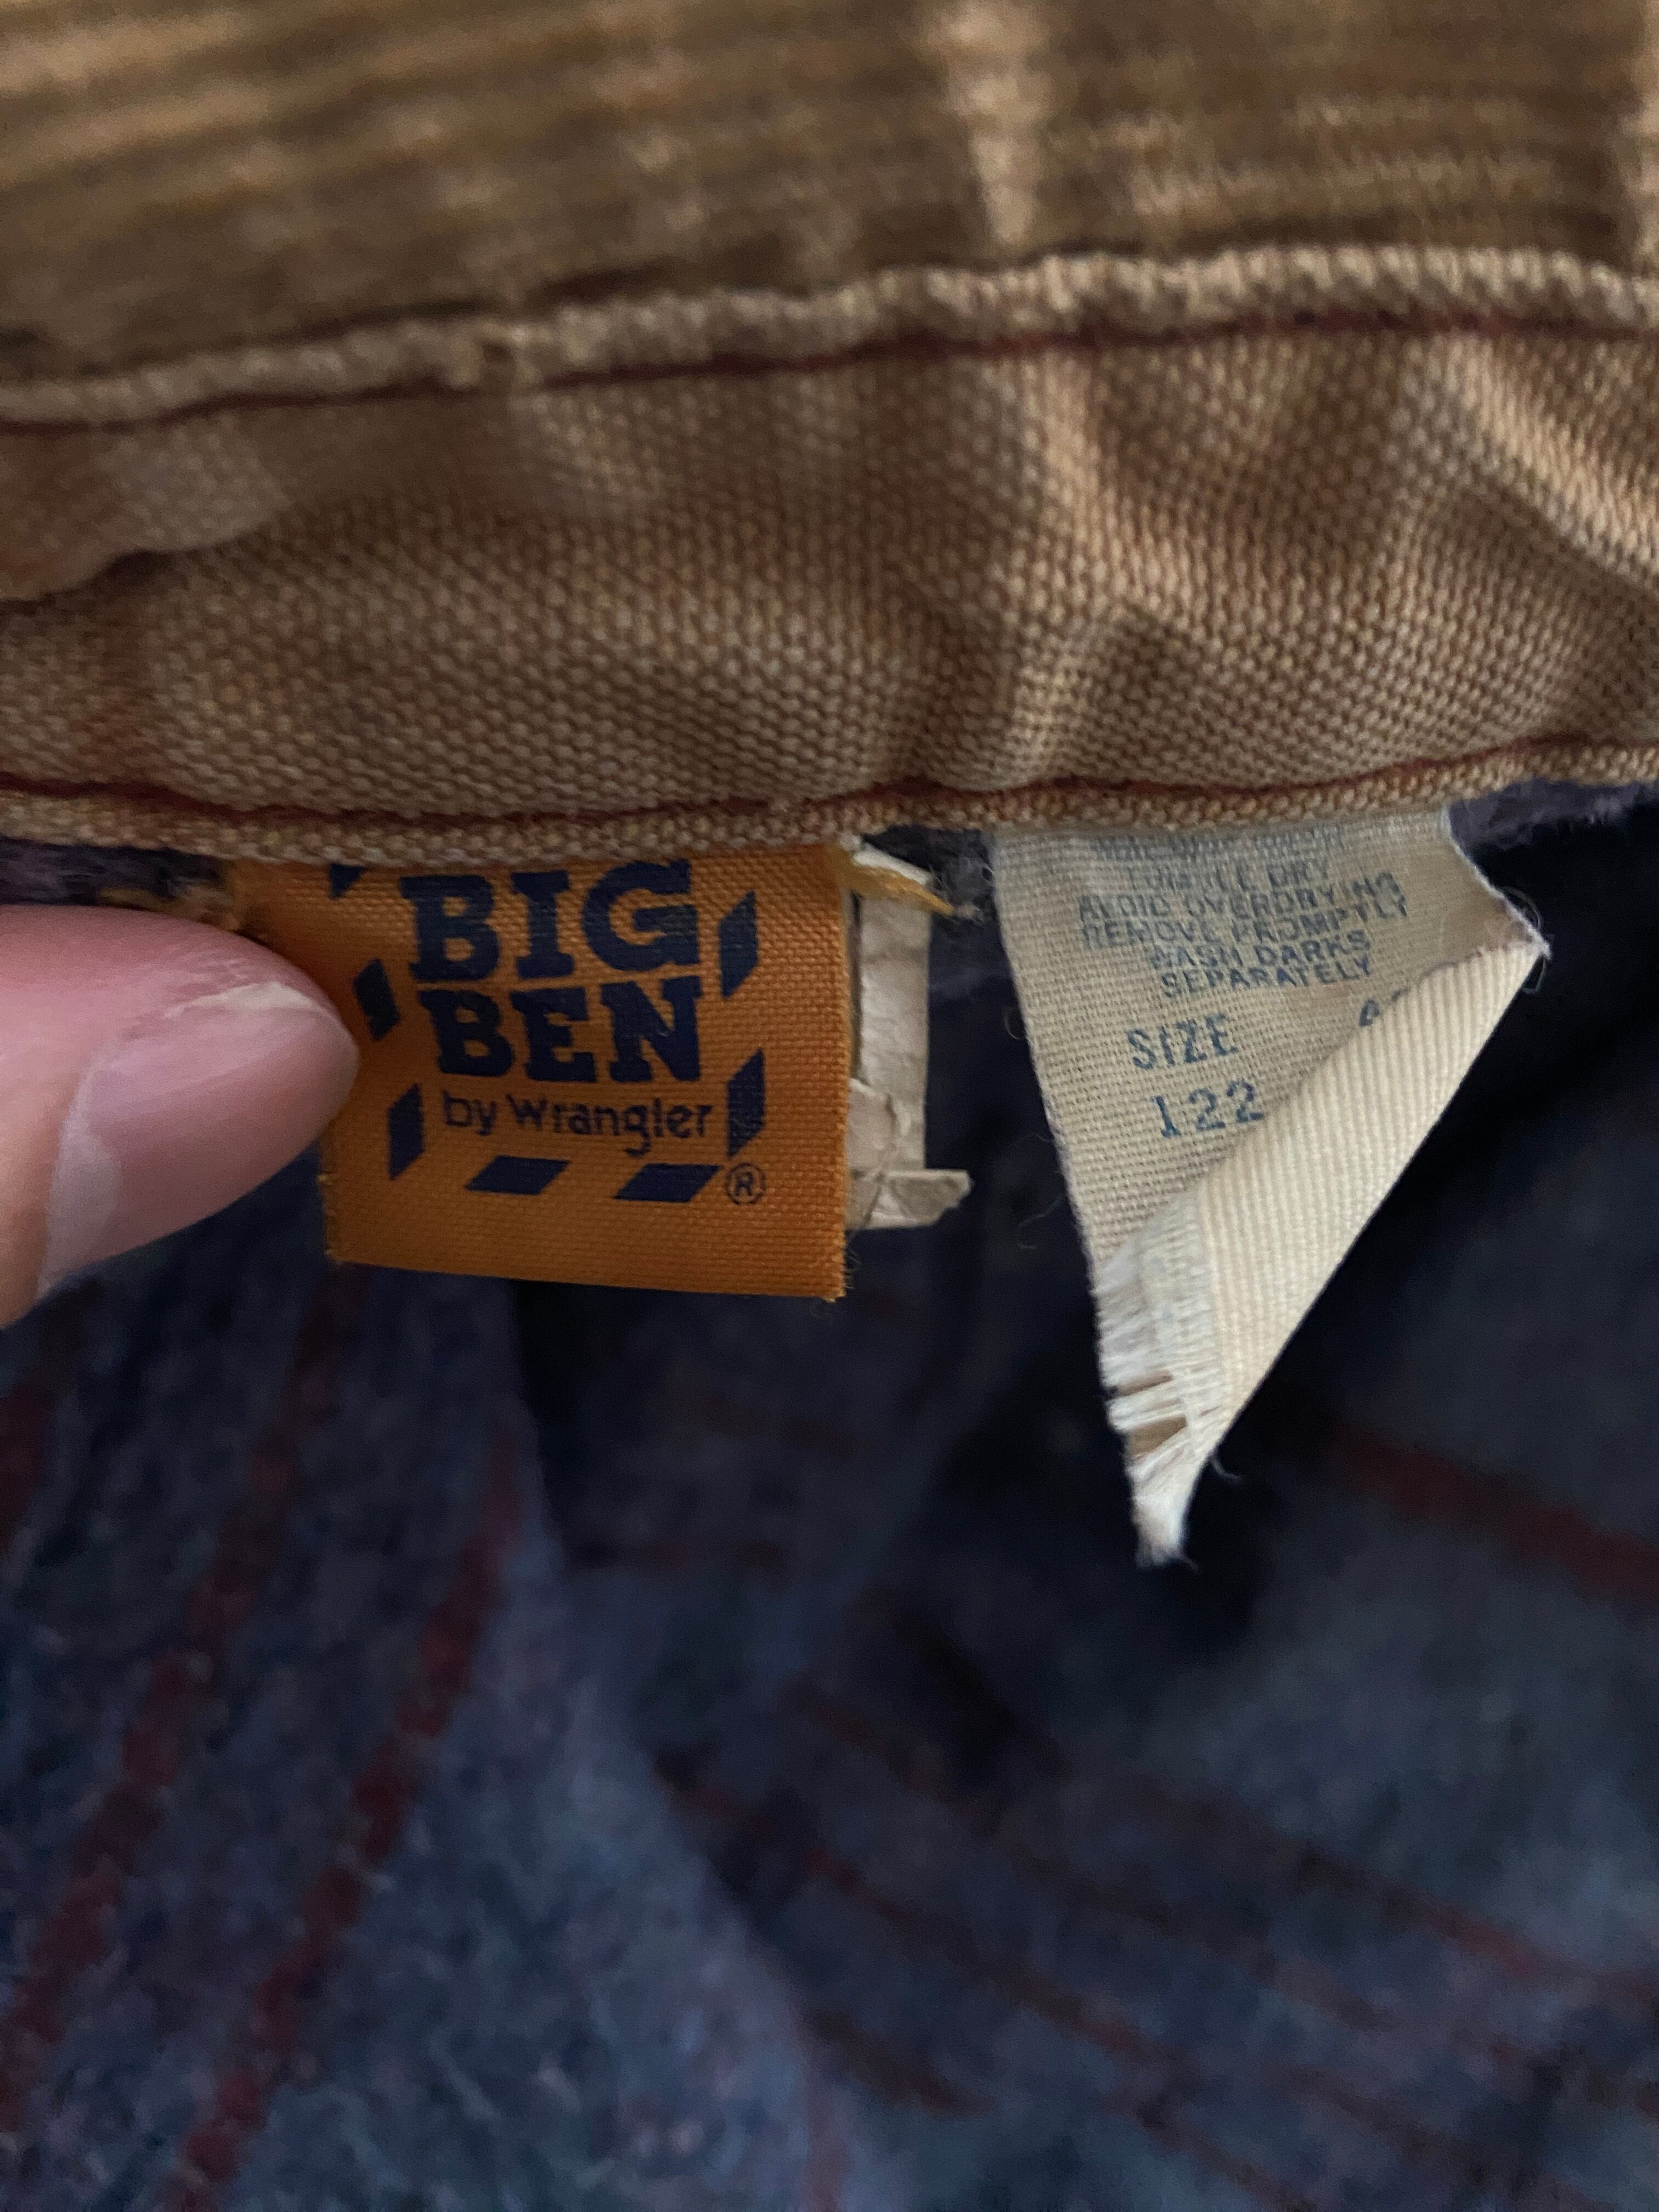 BIG
BEN
by Wrangler
®
TUMBLE DRY
AVOID OVERDRYING
REMOVE PROMPTLY
WASH DARKS
SEPARATELY
SIZE
122